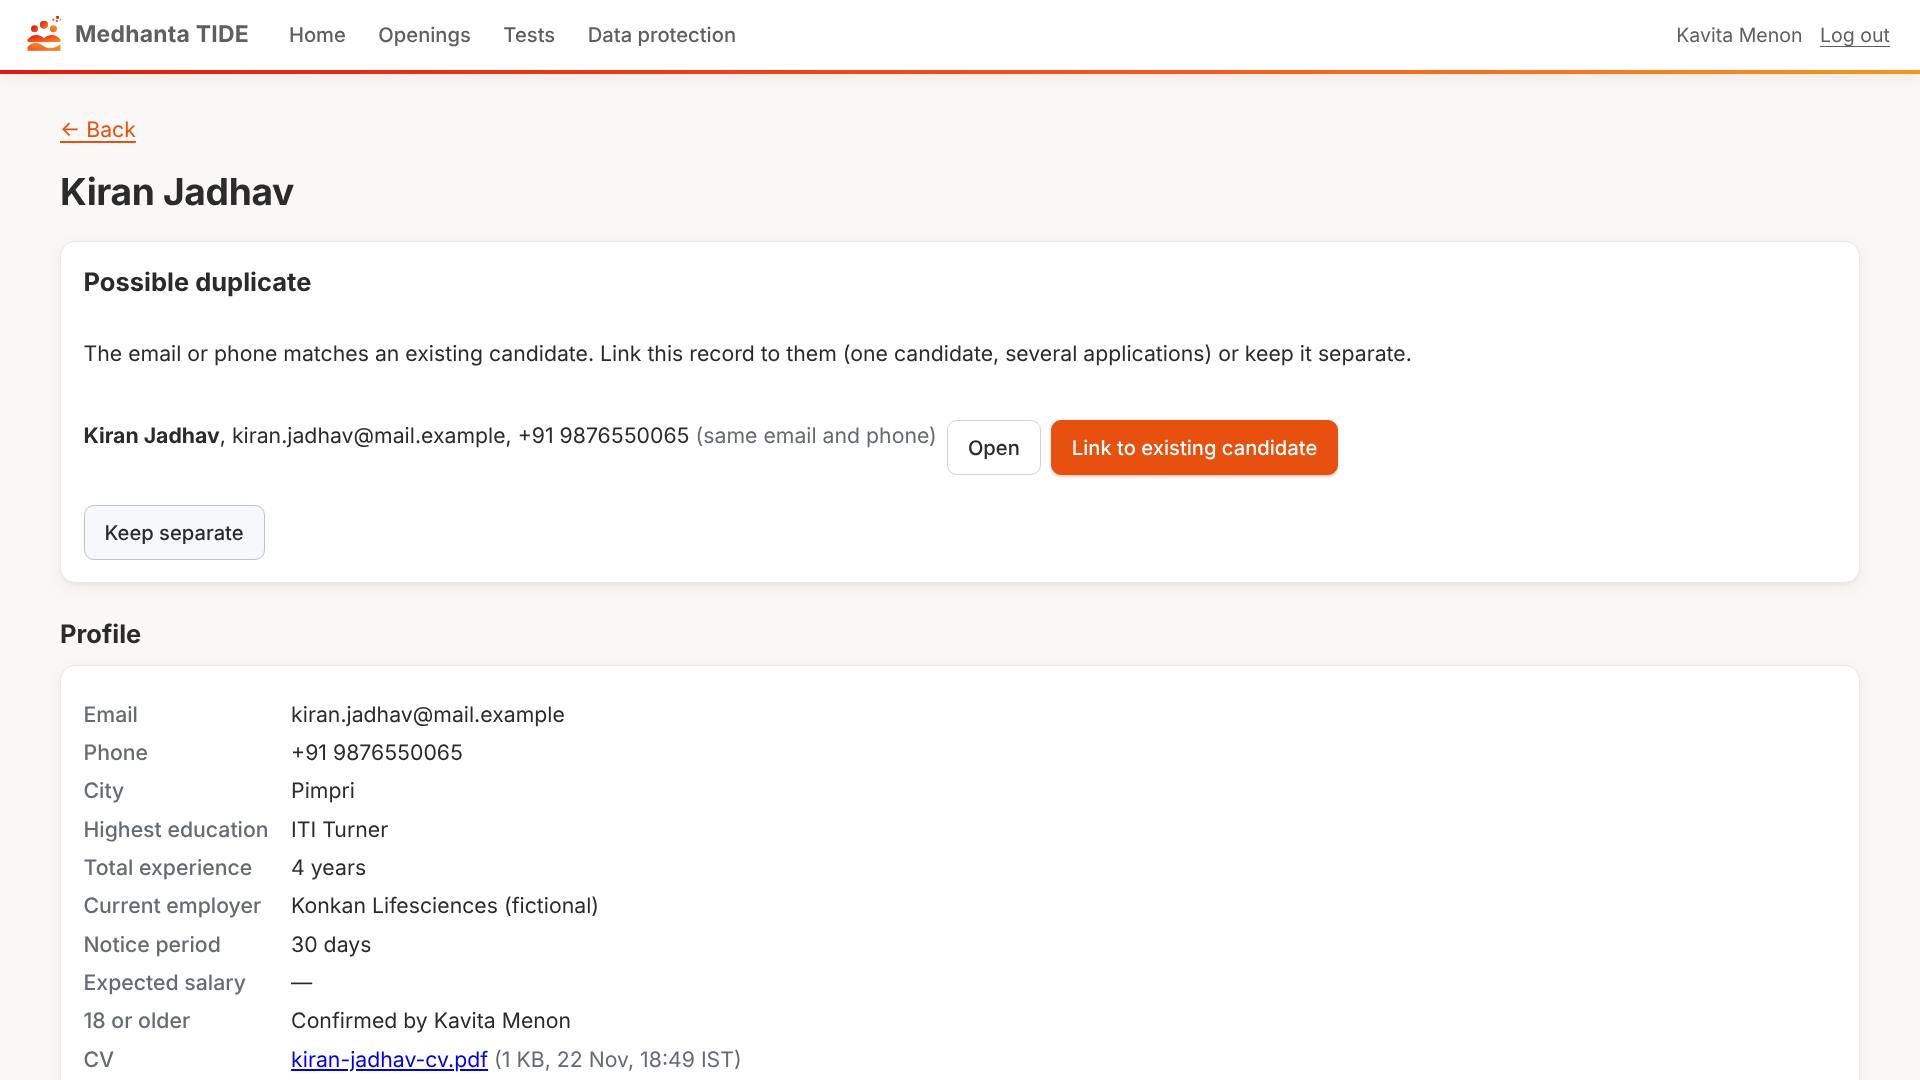 Medhanta TIDE Home Openings Tests Data protection Kavita Menon Log out
← Back
Kiran Jadhav
Possible duplicate
The email or phone matches an existing candidate. Link this record to them (one candidate, several applications) or keep it separate.
Kiran Jadhav, kiran.jadhav@mail.example, +91 9876550065 (same email and phone) Open Link to existing candidate
Keep separate
Profile
Email kiran.jadhav@mail.example
Phone +91 9876550065
City Pimpri
Highest education ITI Turner
Total experience 4 years
Current employer Konkan Lifesciences (fictional)
Notice period 30 days
Expected salary —
18 or older Confirmed by Kavita Menon
CV kiran-jadhav-cv.pdf (1 KB, 22 Nov, 18:49 IST)